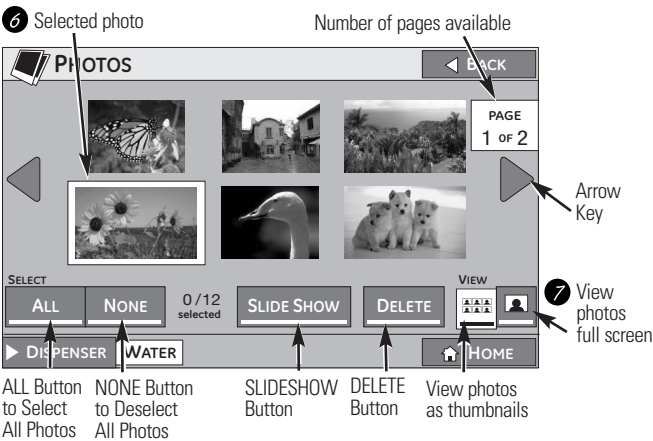 6 Selected photo
Number of pages available
PHOTOS
BACK
PAGE
1 OF 2
Arrow
Key
SELECT
ALL
NONE
0/12
selected
SLIDE SHOW
DELETE
VIEW
7 View
photos
full screen
DISPENSER
WATER
HOME
ALL Button
to Select
All Photos
NONE Button
to Deselect
All Photos
SLIDESHOW
Button
DELETE
Button
View photos
as thumbnails